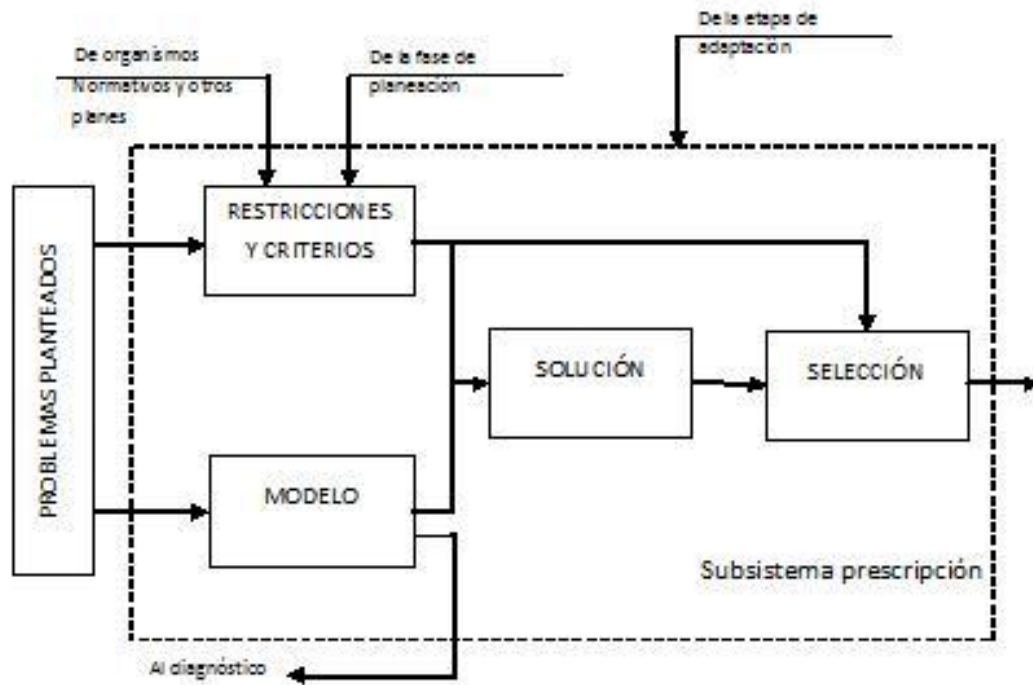 De la etapa de
adaptación
De organismos
Normativos y otros
planes
De la fase de
planeación
PROBLEMAS PLANTEADOS
RESTRICCIONES
Y CRITERIOS
SOLUCIÓN
SELECCIÓN
MODELO
Subsistema prescripción
Al diagnóstico